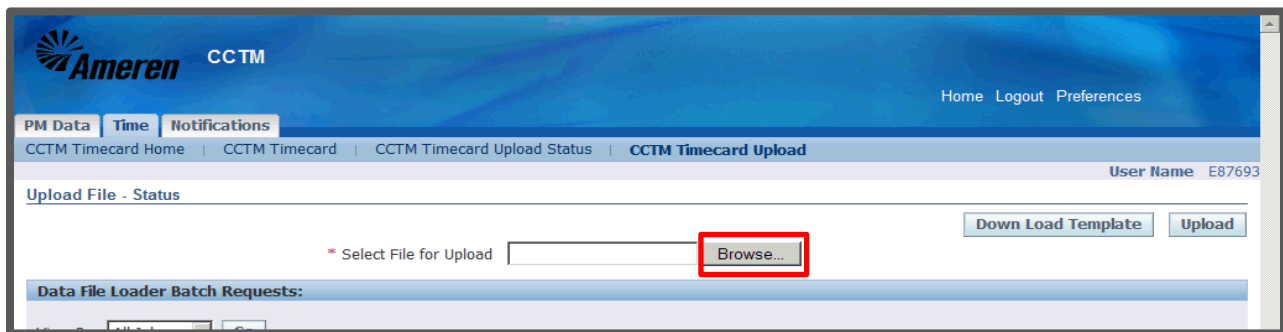 Ameren CCTM
Home Logout Preferences
PM Data Time Notifications
CCTM Timecard Home | CCTM Timecard | CCTM Timecard Upload Status | CCTM Timecard Upload
User Name E87693
Upload File - Status
Down Load Template Upload
* Select File for Upload Browse...
Data File Loader Batch Requests: